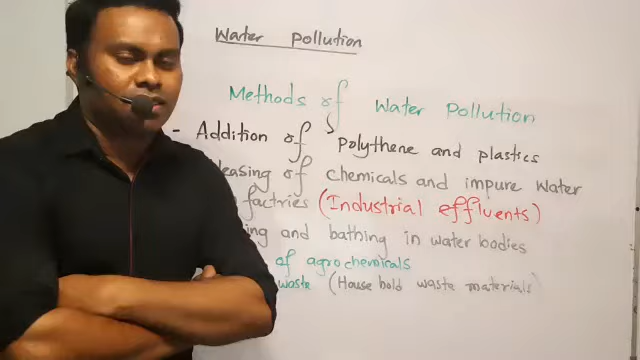 Water Pollution
Methods of Water Pollution
- Addition of Polythene and plastics
of chemicals and impure water
factries (Industrial effluents)
and bathing in water bodies
of agrochemicals
waste (House hold waste materials)